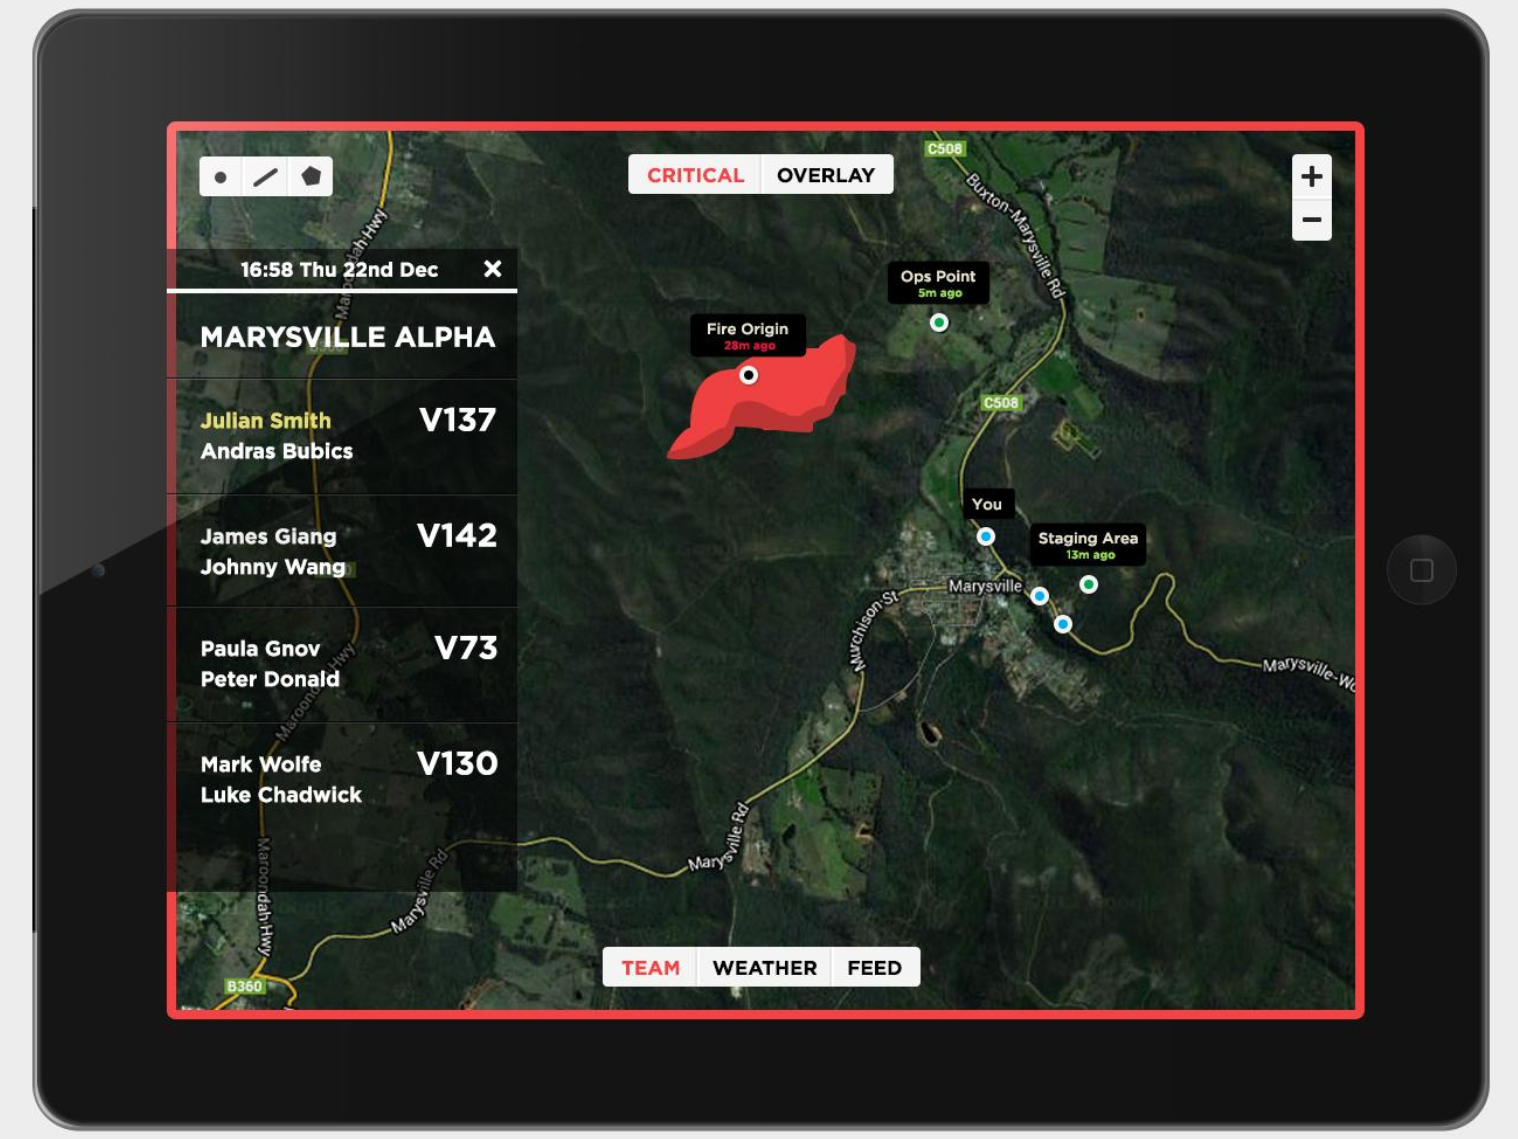 CRITICAL OVERLAY
C508
Buxton-Marysville Rd
Maroondah Hwy
16:58 Thu 22nd Dec
MARYSVILLE ALPHA
Julian Smith
Andras Bubics
V137
James Giang
Johnny Wang
V142
Paula Gnov
Peter Donald
V73
Mark Wolfe
Luke Chadwick
V130
Ops Point
5m ago
Fire Origin
28m ago
C508
You
Staging Area
13m ago
Marysville
Murchison St
Marysville-Wo
Maroondah Hwy
Marysville Rd
Marysville Rd
Maroondah Hwy
B360
TEAM WEATHER FEED